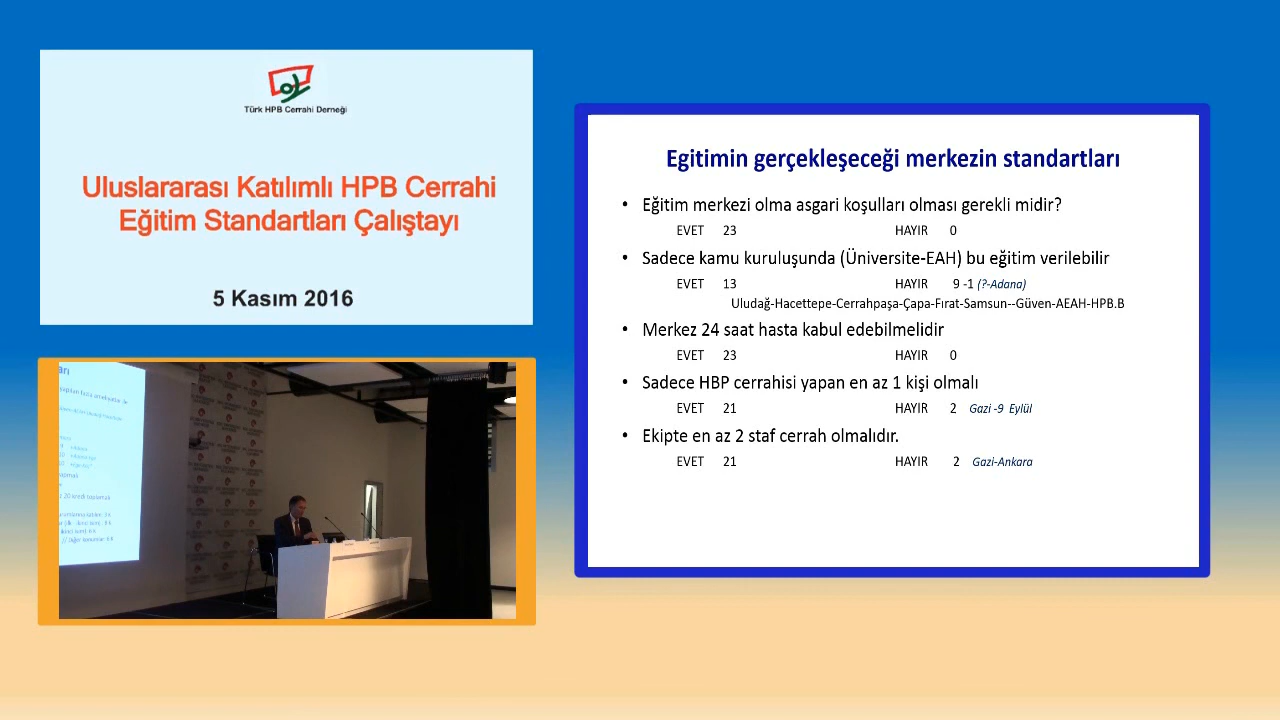 Türk HPB Cerrahi Derneği
Uluslararası Katılımlı HPB Cerrahi
Eğitim Standartları Çalıştayı
5 Kasım 2016
Egitimin gerçekleşeceği merkezin standartları
• Eğitim merkezi olma asgari koşulları olması gerekli midir?
EVET 23 HAYIR 0
• Sadece kamu kuruluşunda (Üniversite-EAH) bu eğitim verilebilir
EVET 13 HAYIR 9 -1 (?-Adana)
Uludağ-Hacettepe-Cerrahpaşa-Çapa-Fırat-Samsun--Güven-AEAH-HPB.B
• Merkez 24 saat hasta kabul edebilmelidir
EVET 23 HAYIR 0
• Sadece HBP cerrahisi yapan en az 1 kişi olmalı
EVET 21 HAYIR 2 Gazi -9 Eylül
• Ekipte en az 2 staf cerrah olmalıdır.
EVET 21 HAYIR 2 Gazi-Ankara